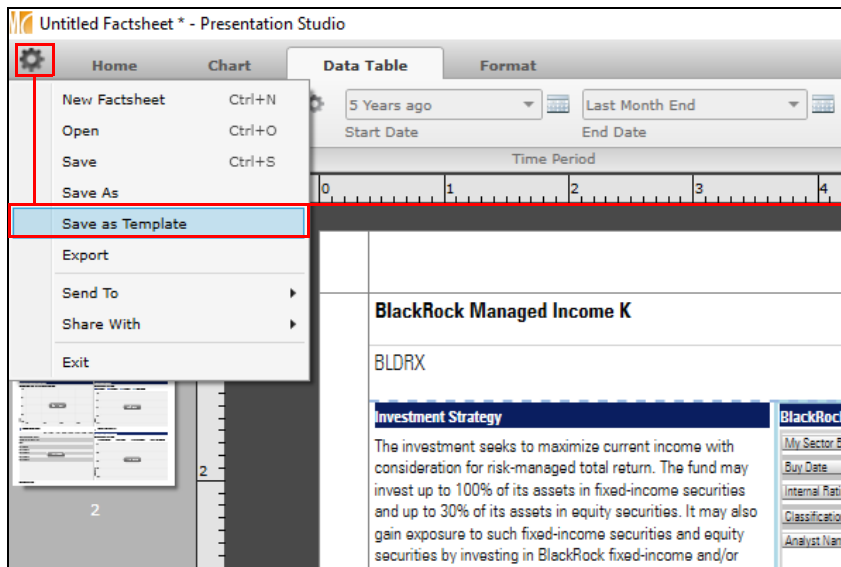 Untitled Factsheet * - Presentation Studio
Home Chart Data Table Format
New Factsheet Ctrl+N
Open Ctrl+O
Save Ctrl+S
Save As
Save as Template
Export
Send To
Share With
Exit
5 Years ago Last Month End
Start Date End Date
Time Period
0 1 2 3 4
BlackRock Managed Income K
BLDRX
Investment Strategy
The investment seeks to maximize current income with
consideration for risk-managed total return. The fund may
invest up to 100% of its assets in fixed-income securities
and up to 30% of its assets in equity securities. It may also
gain exposure to such fixed-income securities and equity
securities by investing in BlackRock fixed-income and/or
BlackRock
My Sector
Buy Date
Internal
Analyst
2
2